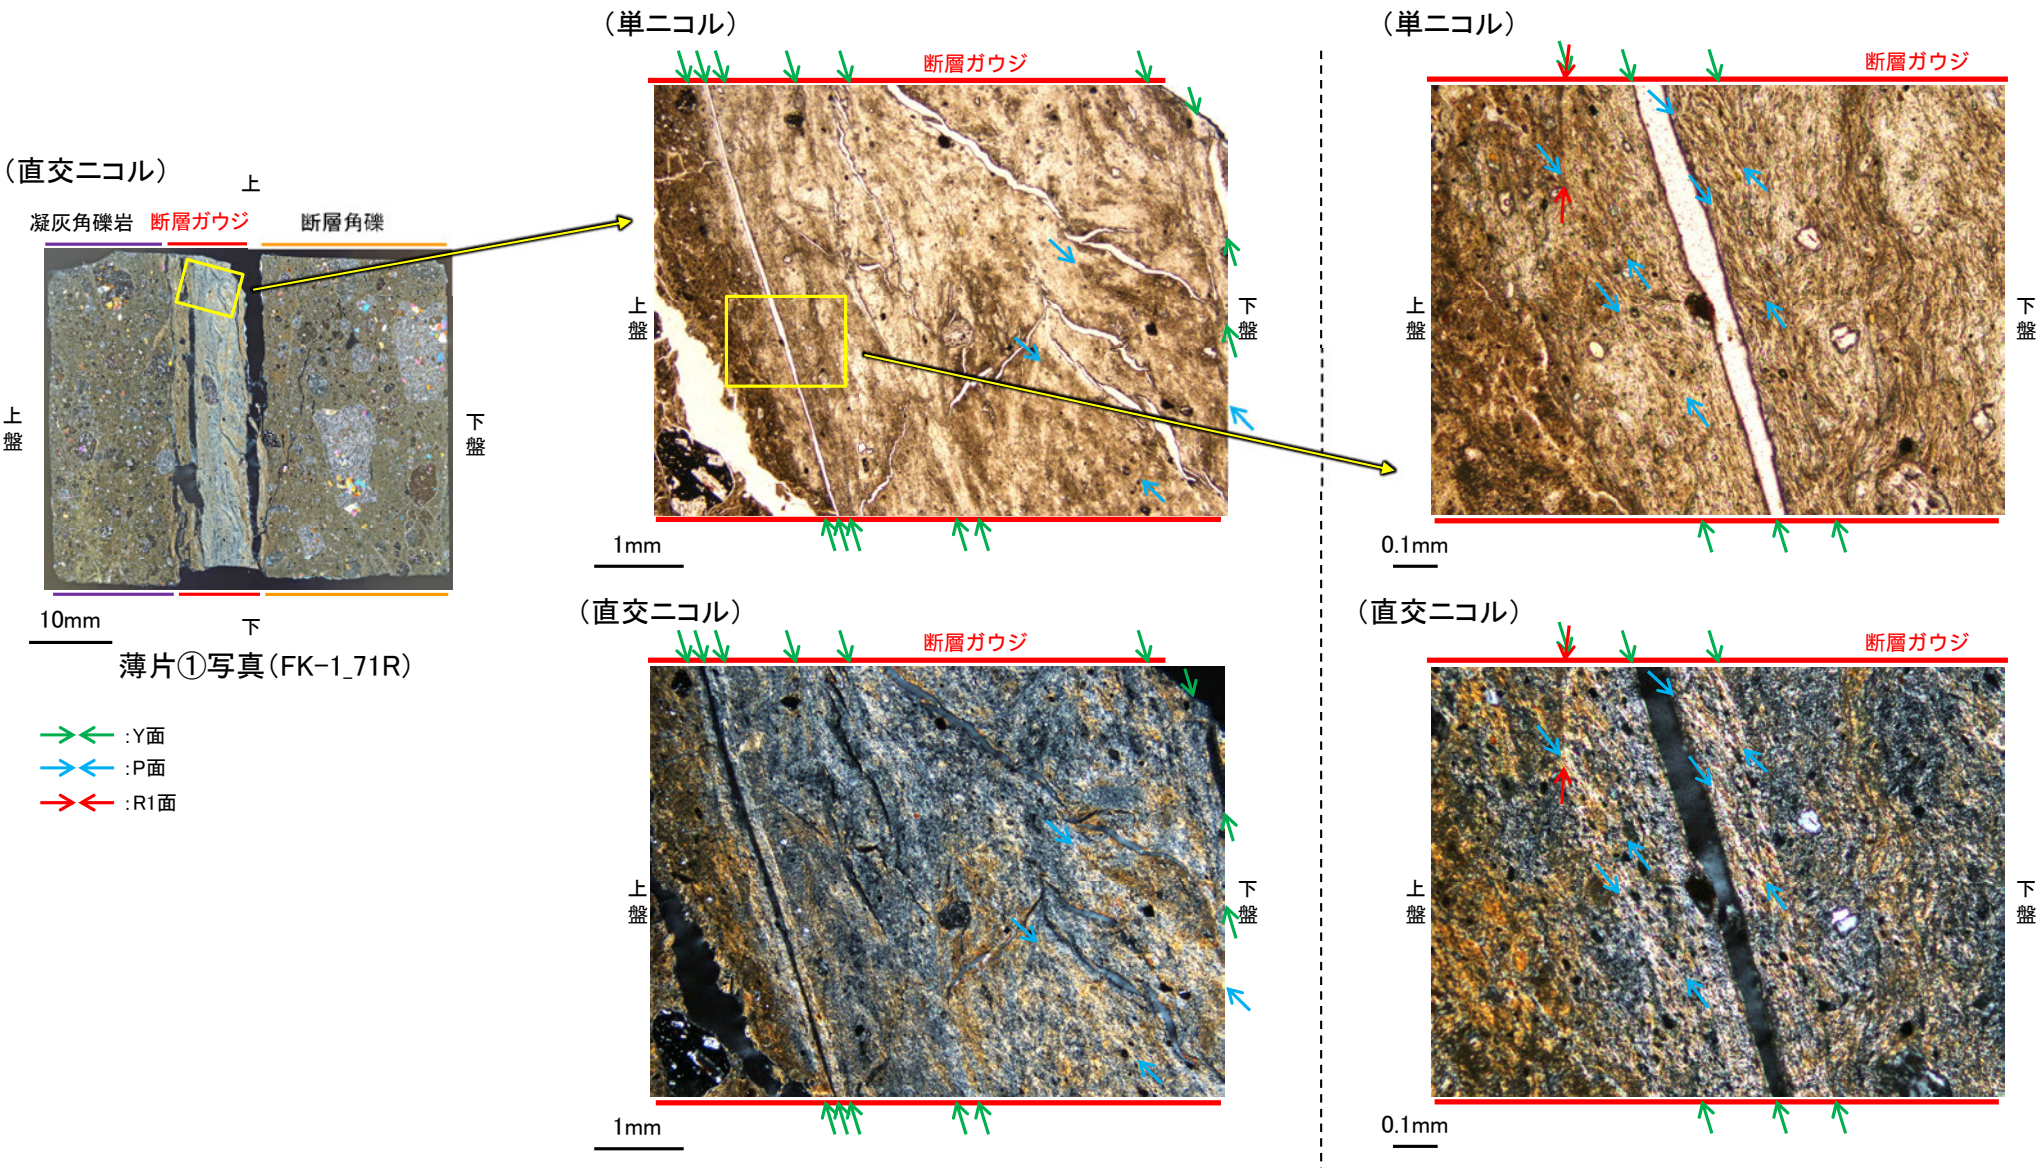 (直交ニコル)
上
凝灰角礫岩 断層ガウジ 断層角礫
上盤
下盤
10mm
下
薄片①写真(FK-1_71R)
:Y面
:P面
:R1面
(単ニコル)
断層ガウジ
上盤
下盤
1mm
(直交ニコル)
断層ガウジ
上盤
下盤
1mm
(単ニコル)
断層ガウジ
上盤
下盤
0.1mm
(直交ニコル)
断層ガウジ
上盤
下盤
0.1mm